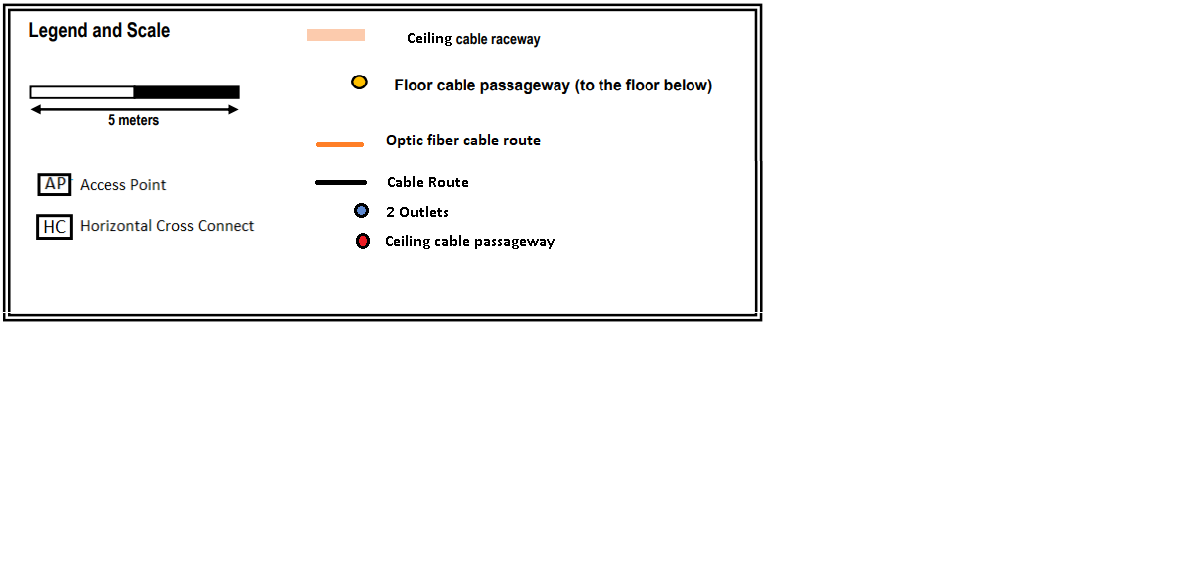 Legend and Scale
Ceiling cable raceway
Floor cable passageway (to the floor below)
5 meters
Optic fiber cable route
AP Access Point
Cable Route
2 Outlets
HC Horizontal Cross Connect
Ceiling cable passageway